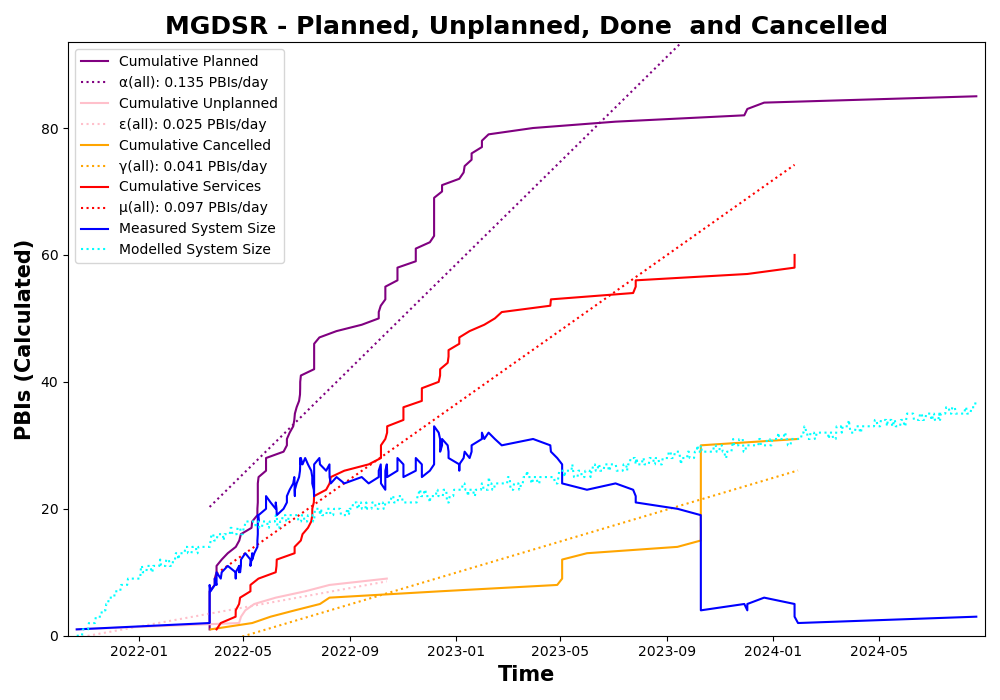 MGDSR - Planned, Unplanned, Done  and Cancelled
Cumulative Planned
α(all): 0.135 PBIs/day
Cumulative Unplanned
ε(all): 0.025 PBIs/day
Cumulative Cancelled
γ(all): 0.041 PBIs/day
Cumulative Services
μ(all): 0.097 PBIs/day
Measured System Size
Modelled System Size
PBIs (Calculated)
80
60
40
20
0
2022-01 2022-05 2022-09 2023-01 2023-05 2023-09 2024-01 2024-05
Time